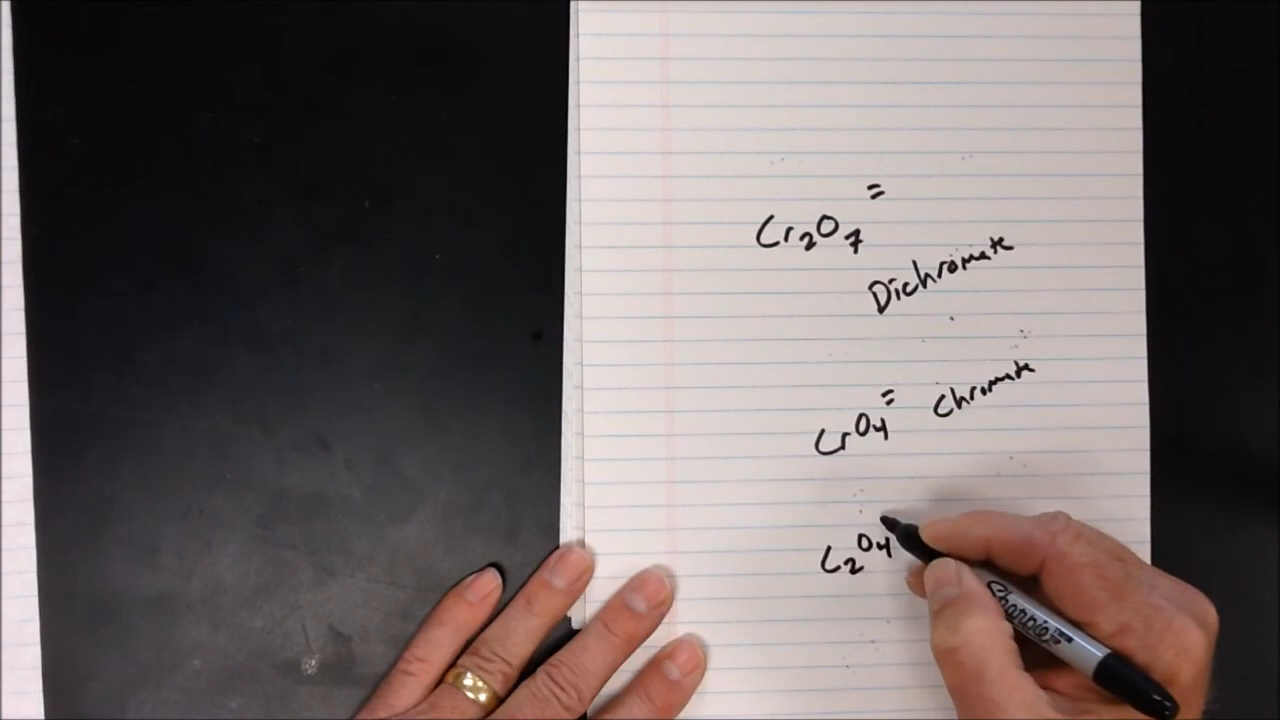 Cr₂O₇⁼
Dichromate
CrO₄⁼ Chromate
C₂O₄
Sharpie